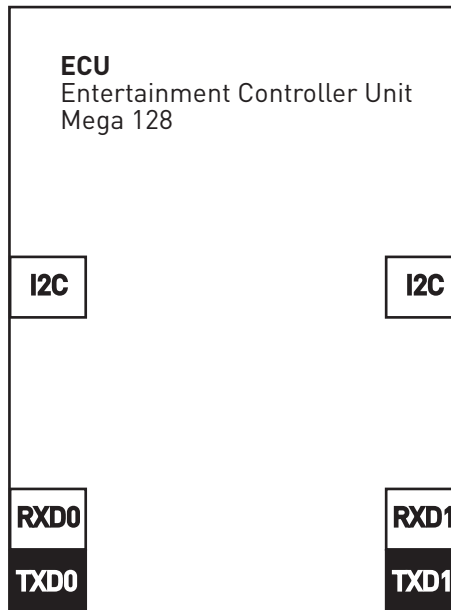 ECU
Entertainment Controller Unit
Mega 128
I2C I2C
RXD0 RXD1
TXD0 TXD1